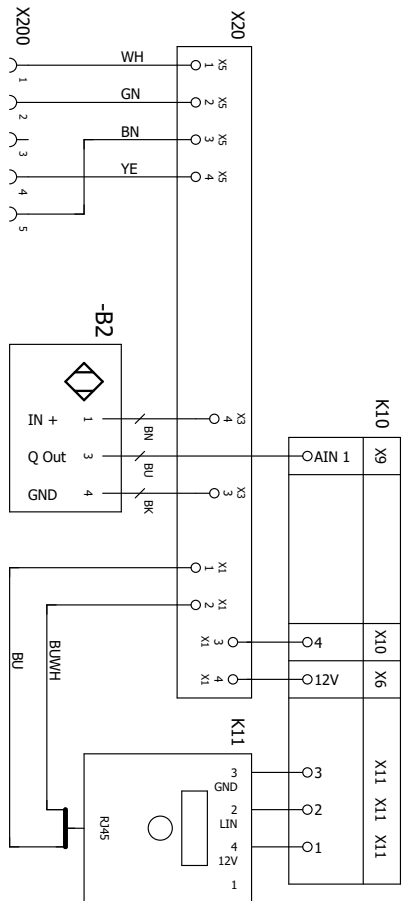 X200
X20
WH
1
X5
1
GN
2
X5
2
BN
3
X5
3
YE
4
X5
4
5
-B2
K10
IN +
1
BN
4
X3
Q Out
3
BU
AIN 1
X9
GND
4
BK
3
X3
1
X1
2
X1
BUWH
BU
X1
3
4
X10
X1
4
12V
X6
K11
3
GND
3
X11
2
LIN
2
X11
4
12V
1
X11
1
RJ45